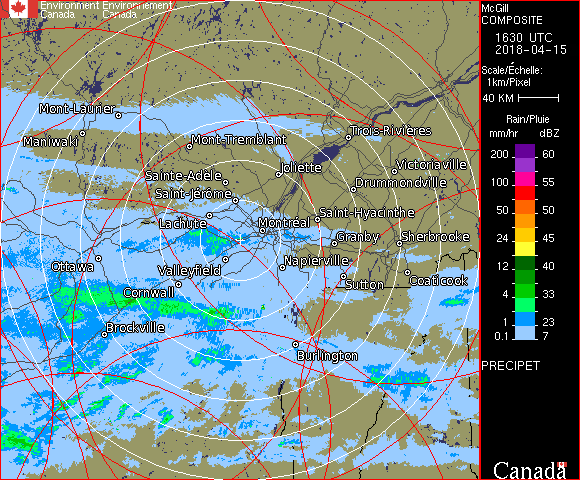 Environment Environnement
Canada Canada
McGill
COMPOSITE
1630 UTC
2018-04-15
Scale/Échelle:
1km/Pixel
40 KM
Rain/Pluie
mm/hr dBZ
200 60
100 55
50 50
24 45
12 40
4 33
1 23
0.1 7
PRECIPET
Canada
Mont-Laurier
Maniwaki
Mont-Tremblant
Trois-Rivières
Joliette
Victoriaville
Sainte-Adèle
Drummondville
Saint-Jérôme
Saint-Hyacinthe
Lachute
Montréal
Granby
Sherbrooke
Ottawa
Valleyfield
Napierville
Sutton
Coaticook
Cornwall
Brockville
Burlington